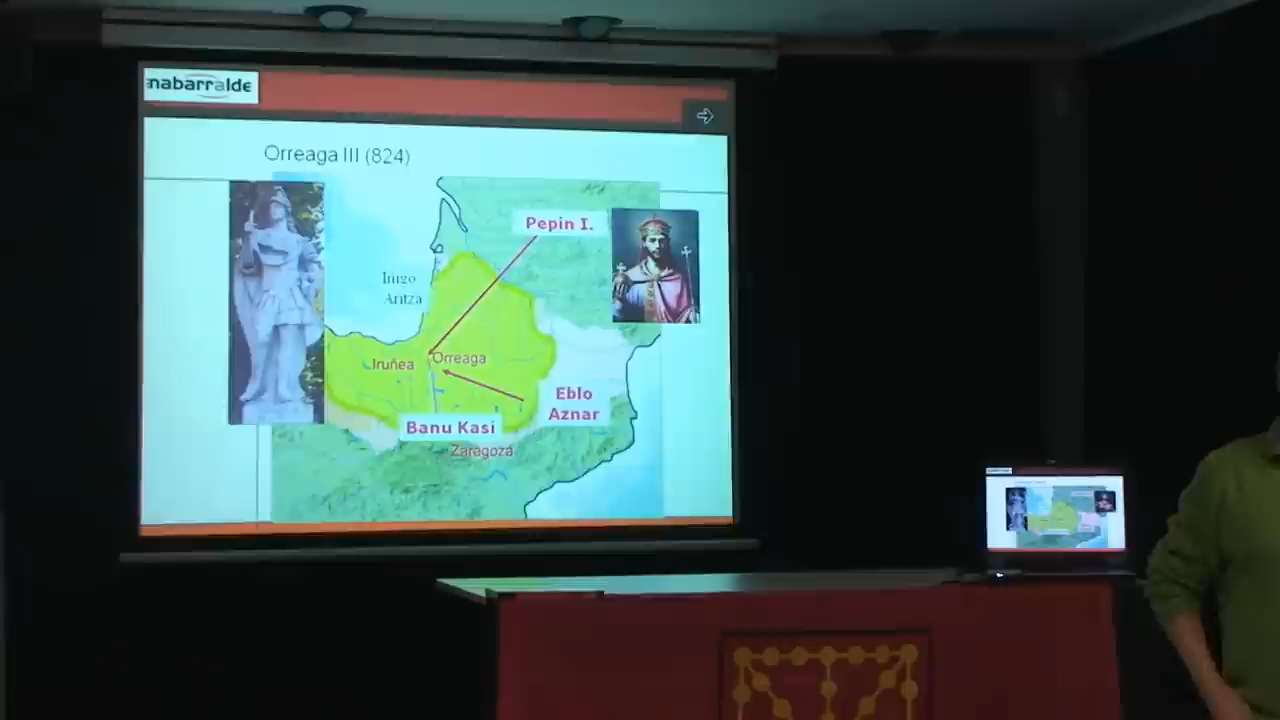 nabarralde
Orreaga III (824)
Pepin I.
Iñigo
Aritza
Iruñea
Orreaga
Eblo
Aznar
Banu Kasi
Zaragoza